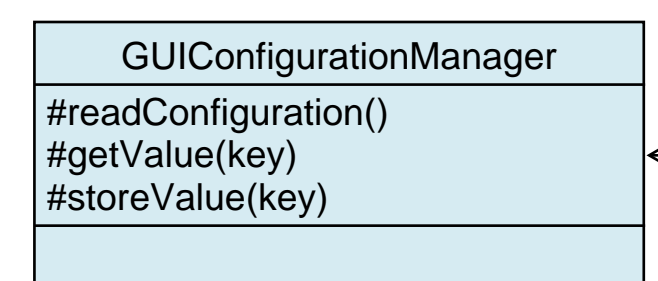 GUIConfigurationManager
#readConfiguration()
#getValue(key)
#storeValue(key)